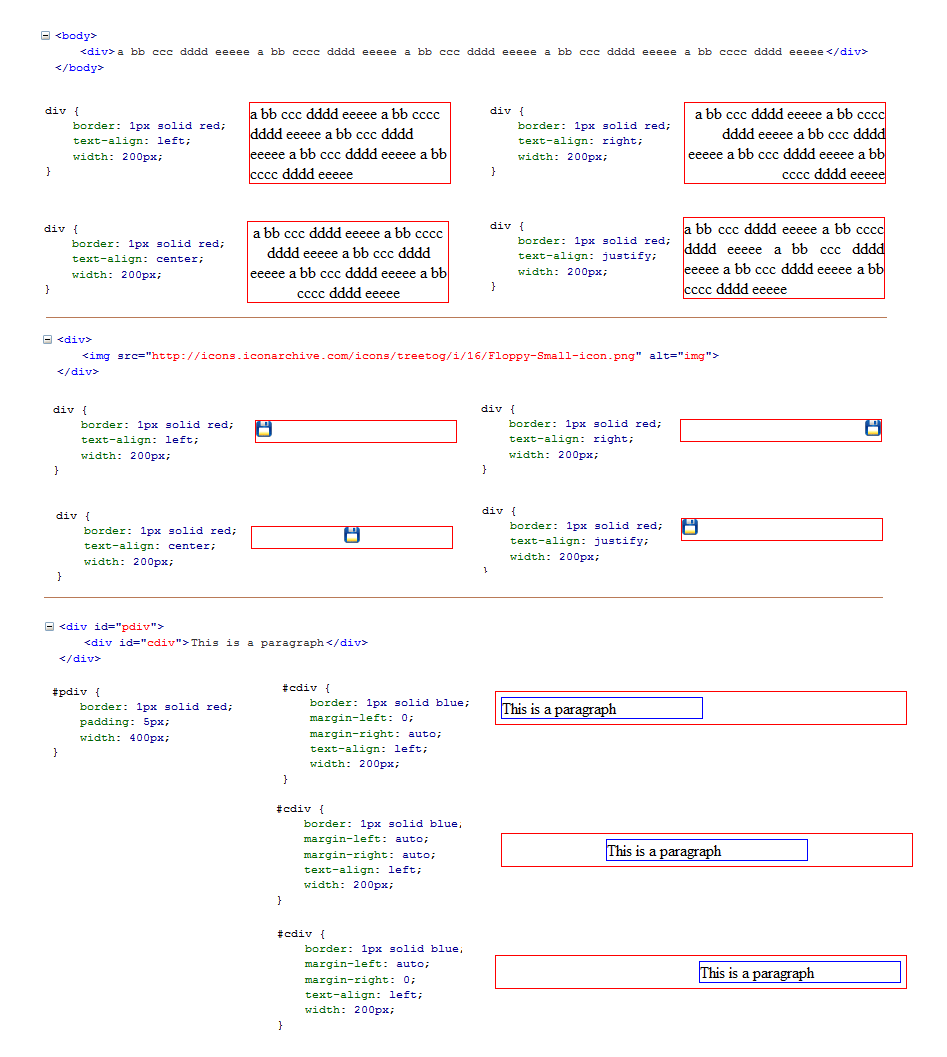 <body>
<div>a bb ccc dddd eeeee a bb cccc dddd eeeee a bb ccc dddd eeeee a bb ccc dddd eeeee a bb cccc dddd eeeee</div>
</body>
div {
border: 1px solid red;
text-align: left;
width: 200px;
}
a bb ccc dddd eeeee a bb cccc
dddd eeeee a bb ccc dddd
eeeee a bb ccc dddd eeeee a bb
cccc dddd eeeee
div {
border: 1px solid red;
text-align: right;
width: 200px;
}
a bb ccc dddd eeeee a bb cccc
dddd eeeee a bb ccc dddd
eeeee a bb ccc dddd eeeee a bb
cccc dddd eeeee
div {
border: 1px solid red;
text-align: center;
width: 200px;
}
a bb ccc dddd eeeee a bb cccc
dddd eeeee a bb ccc dddd
eeeee a bb ccc dddd eeeee a bb
cccc dddd eeeee
div {
border: 1px solid red;
text-align: justify;
width: 200px;
}
a bb ccc dddd eeeee a bb cccc
dddd eeeee a bb ccc dddd
eeeee a bb ccc dddd eeeee a bb
cccc dddd eeeee
<div>
<img src="http://icons.iconarchive.com/icons/treetog/i/16/Floppy-Small-icon.png" alt="img">
</div>
div {
border: 1px solid red;
text-align: left;
width: 200px;
}
div {
border: 1px solid red;
text-align: right;
width: 200px;
}
div {
border: 1px solid red;
text-align: center;
width: 200px;
}
div {
border: 1px solid red;
text-align: justify;
width: 200px;
}
<div id="pdiv">
<div id="cdiv">This is a paragraph</div>
</div>
#pdiv {
border: 1px solid red;
padding: 5px;
width: 400px;
}
#cdiv {
border: 1px solid blue;
margin-left: 0;
margin-right: auto;
text-align: left;
width: 200px;
}
This is a paragraph
#cdiv {
border: 1px solid blue;
margin-left: auto;
margin-right: auto;
text-align: left;
width: 200px;
}
This is a paragraph
#cdiv {
border: 1px solid blue;
margin-left: auto;
margin-right: 0;
text-align: left;
width: 200px;
}
This is a paragraph